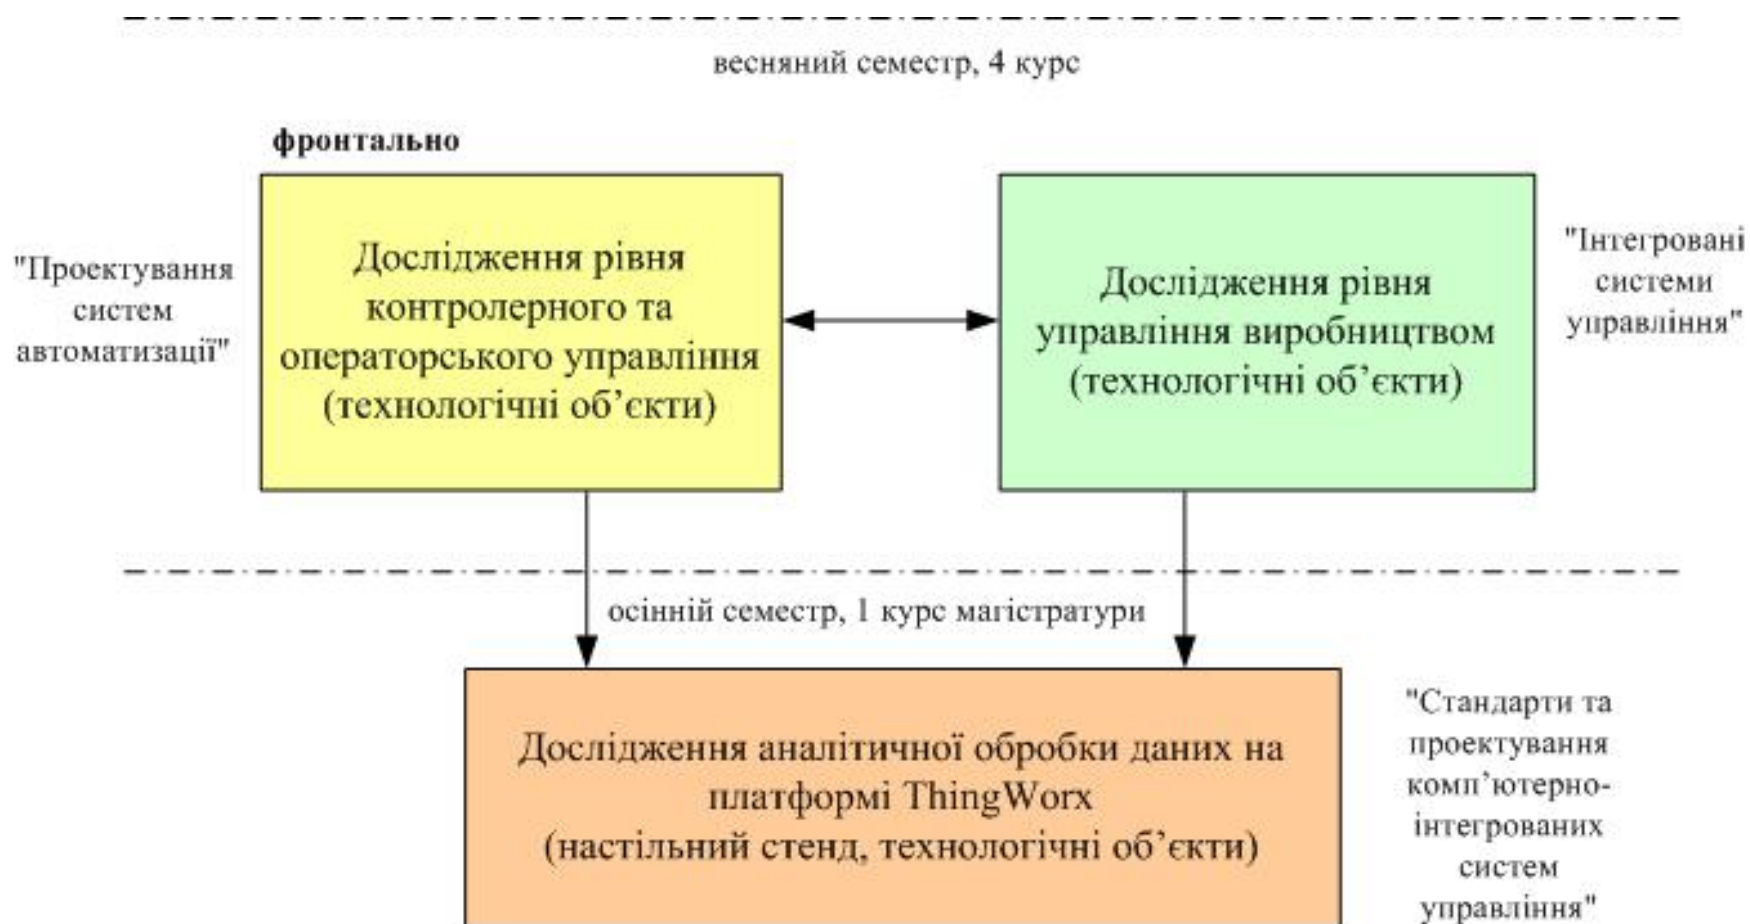 весняний семестр, 4 курс
фронтально
"Проектування
систем
автоматизації"
Дослідження рівня
контролерного та
операторського управління
(технологічні об’єкти)
Дослідження рівня
управління виробництвом
(технологічні об’єкти)
"Інтегровані
системи
управління"
осінній семестр, 1 курс магістратури
Дослідження аналітичної обробки даних на
платформі ThingWorx
(настільний стенд, технологічні об’єкти)
"Стандарти та
проектування
комп’ютерно-
інтегрованих
систем
управління"